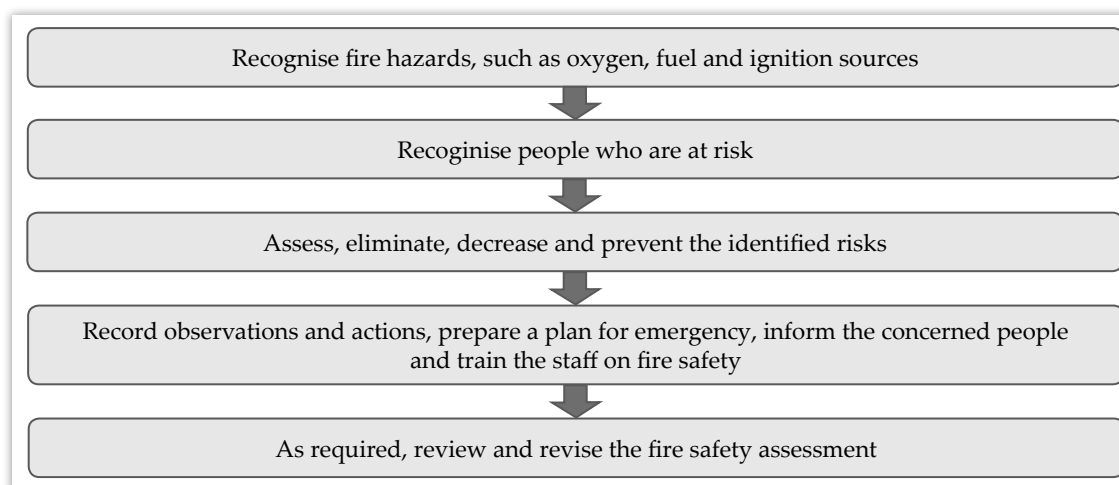 Recognise fire hazards, such as oxygen, fuel and ignition sources
Recoginise people who are at risk
Assess, eliminate, decrease and prevent the identified risks
Record observations and actions, prepare a plan for emergency, inform the concerned people
and train the staff on fire safety
As required, review and revise the fire safety assessment